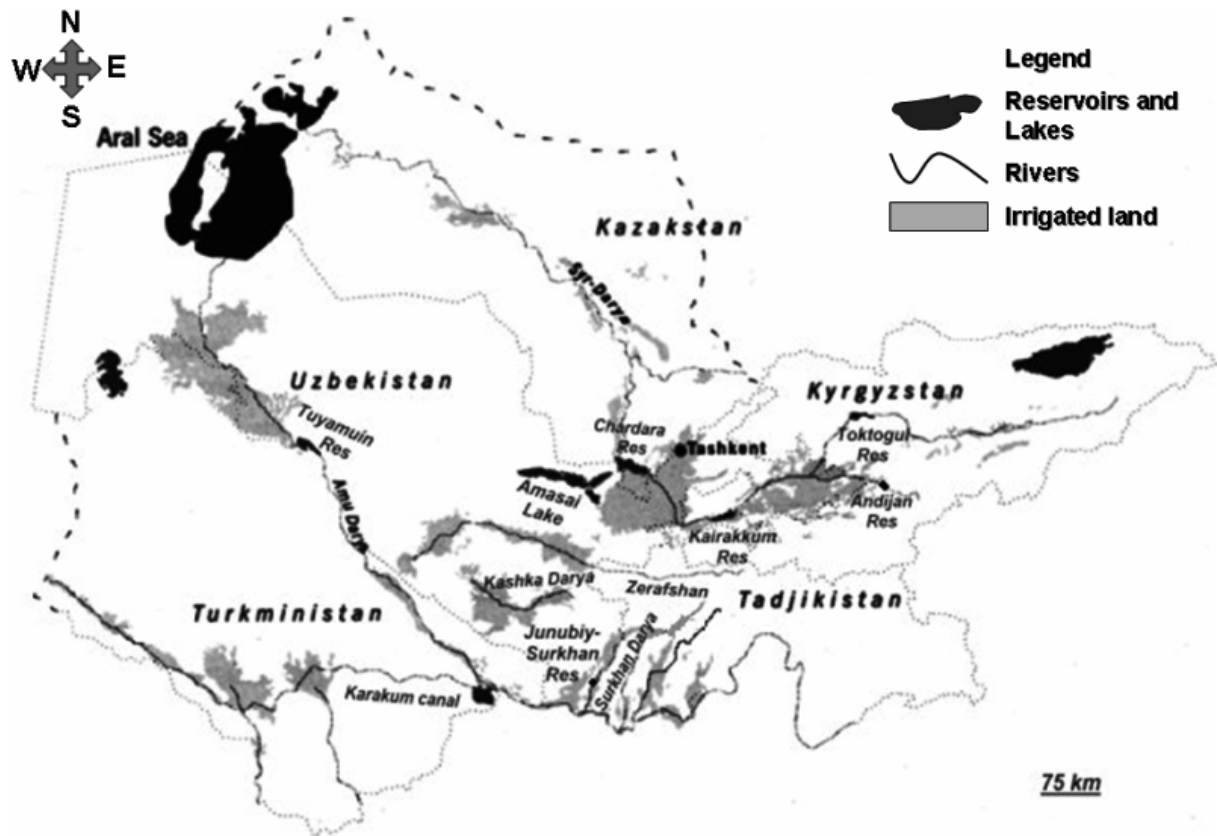 N
W E
S
Legend
Reservoirs and
Lakes
Rivers
Irrigated land
Aral Sea
Kazakstan
Syr-Darya
Uzbekistan
Tuyamuin
Res
Kyrgyzstan
Chardara
Res
Tashkent
Toktogul
Res
Amasai
Lake
Andijan
Res
Kairakkum
Res
Amu Darya
Kashka Darya
Zerafshan
Tadjikistan
Turkministan
Junubiy-
Surkhan
Res
Surkhan Darya
Karakum canal
75 km